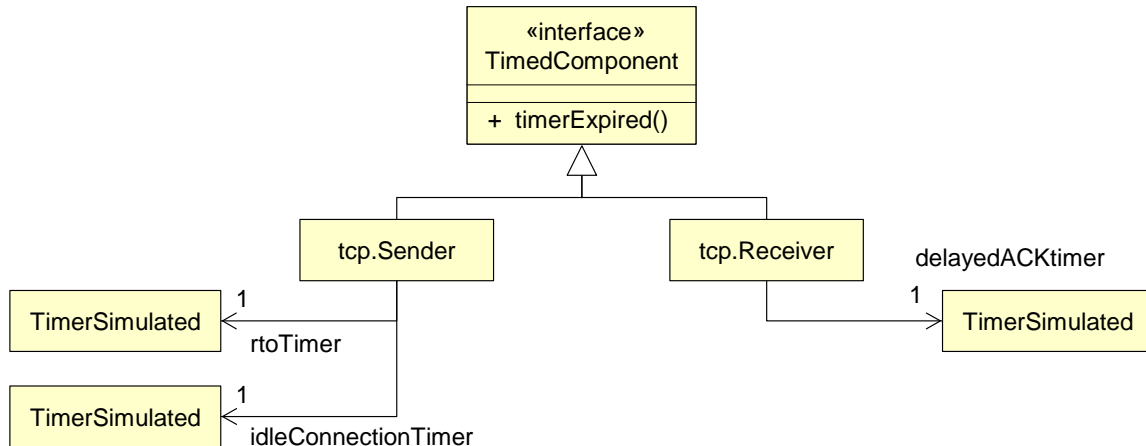 «interface»
TimedComponent
+ timerExpired()
tcp.Sender
tcp.Receiver
delayedACKtimer
1
TimerSimulated
rtoTimer
1
TimerSimulated
1
TimerSimulated
idleConnectionTimer